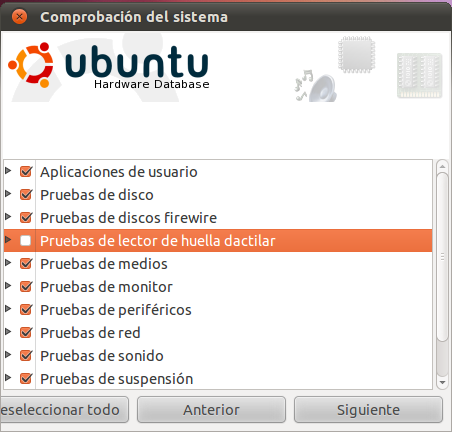 Comprobación del sistema
ubuntu
Hardware Database
Aplicaciones de usuario
Pruebas de disco
Pruebas de discos firewire
Pruebas de lector de huella dactilar
Pruebas de medios
Pruebas de monitor
Pruebas de periféricos
Pruebas de red
Pruebas de sonido
Pruebas de suspensión
eseleccionar todo Anterior Siguiente